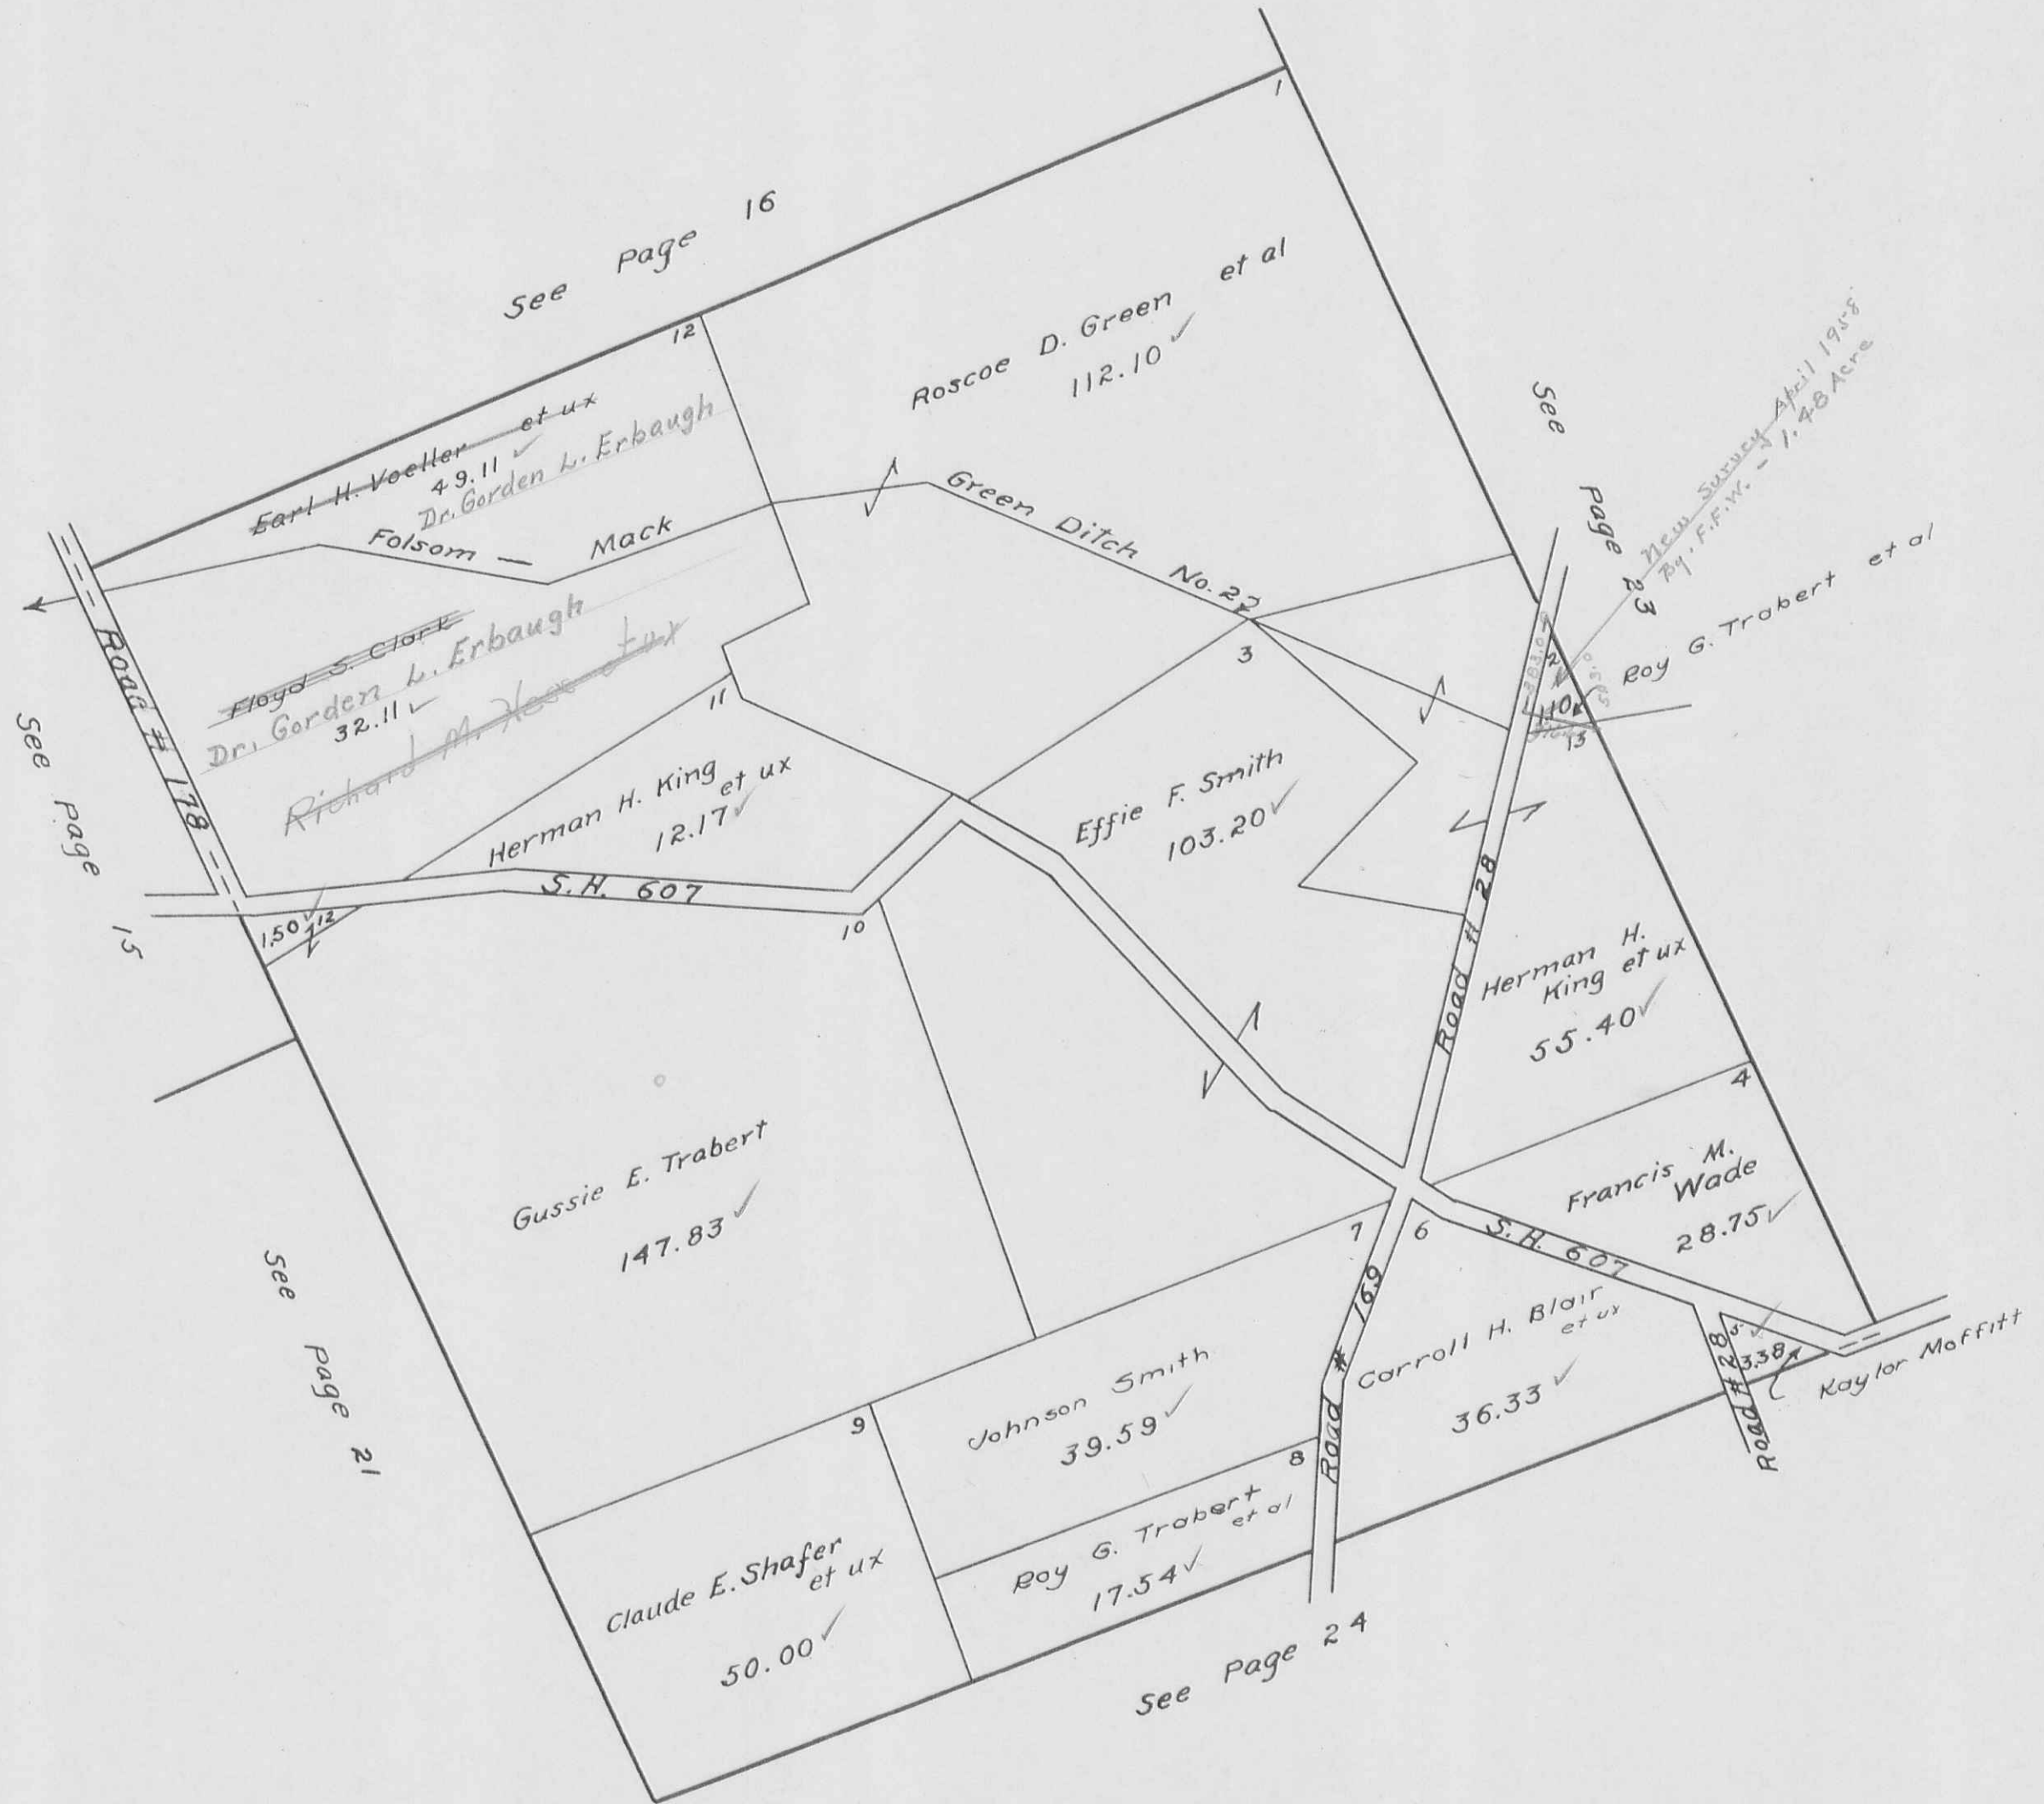 1
See Page 16
12
Roscoe D. Green et al
112.10 ✓
Earl H. Voeller et ux
49.11 ✓
Dr. Gorden L. Erbaugh
Folsom — Mack
Green Ditch No. 22
See Page 23
New Survey April 1958
By. F.F.W. - 1.48 Acre
Roy G. Trabert et al
2
1.10
13
3
Road # 178
Floyd S. Clark
Dr. Gorden L. Erbaugh
32.11 ✓
Richard M. Hess et ux
11
See Page 15
Herman H. King
et ux
12.17 ✓
Effie F. Smith
103.20 ✓
S.H. 607
1.50 ✓
12
10
Road # 28
Herman H.
King et ux
55.40 ✓
4
Gussie E. Trabert
147.83 ✓
Francis M.
Wade
28.75 ✓
7
6
S.H. 607
See Page 21
Road # 169
Carroll H. Blair
et ux
36.33 ✓
5 ✓
3.38
Road # 28
Kaylor Moffitt
9
Johnson Smith
39.59 ✓
8
Roy G. Trabert
et al
17.54 ✓
Claude E. Shafer
et ux
50.00 ✓
See Page 24